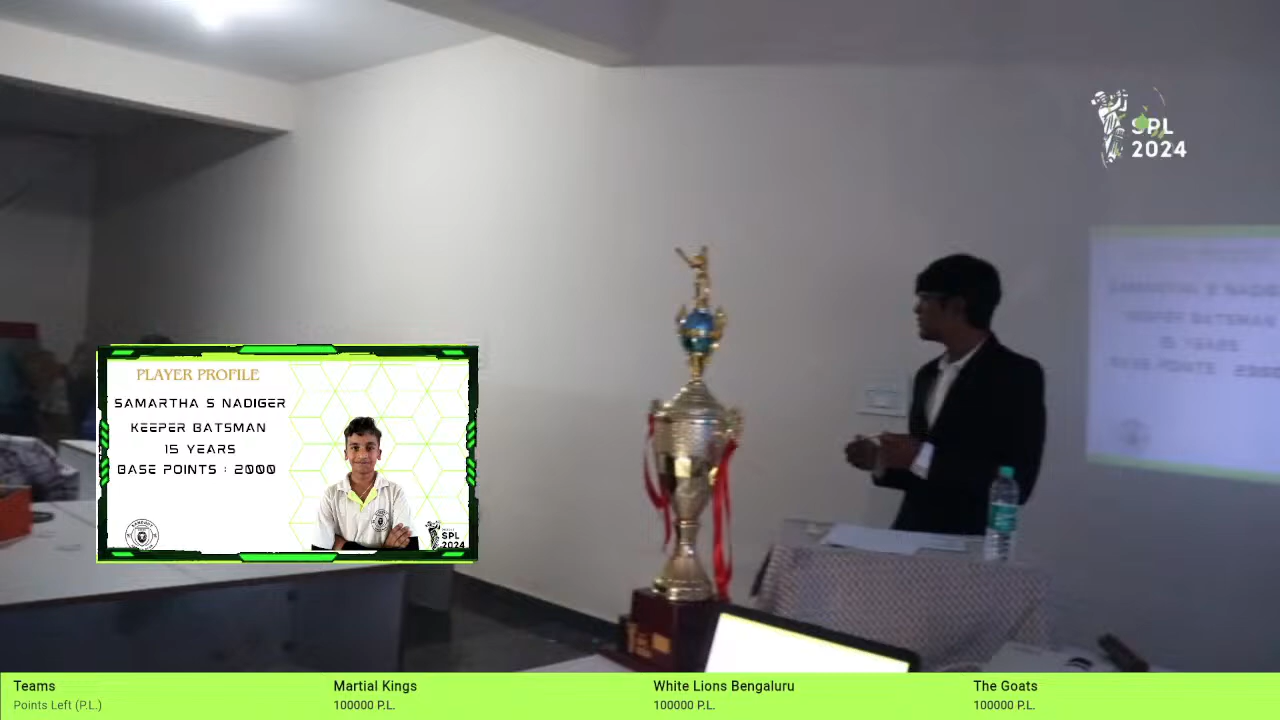 SPL
2024
PLAYER PROFILE
SAMARTHA S NADIGER
KEEPER BATSMAN
15 YEARS
BASE POINTS : 2000
SPL
2024
Teams
Points Left (P.L.)
Martial Kings
100000 P.L.
White Lions Bengaluru
100000 P.L.
The Goats
100000 P.L.